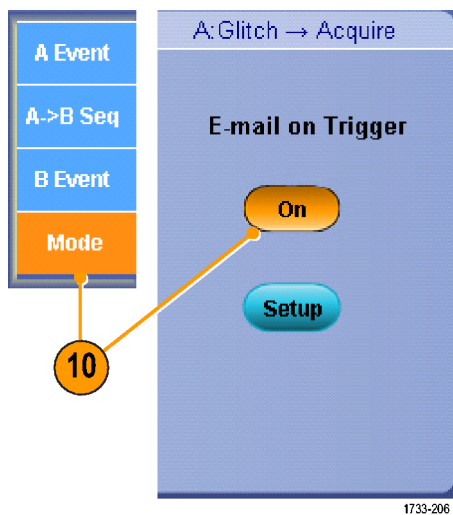 A Event
A->B Seq
B Event
Mode
10
A:Glitch → Acquire
E-mail on Trigger
On
Setup
1733-206